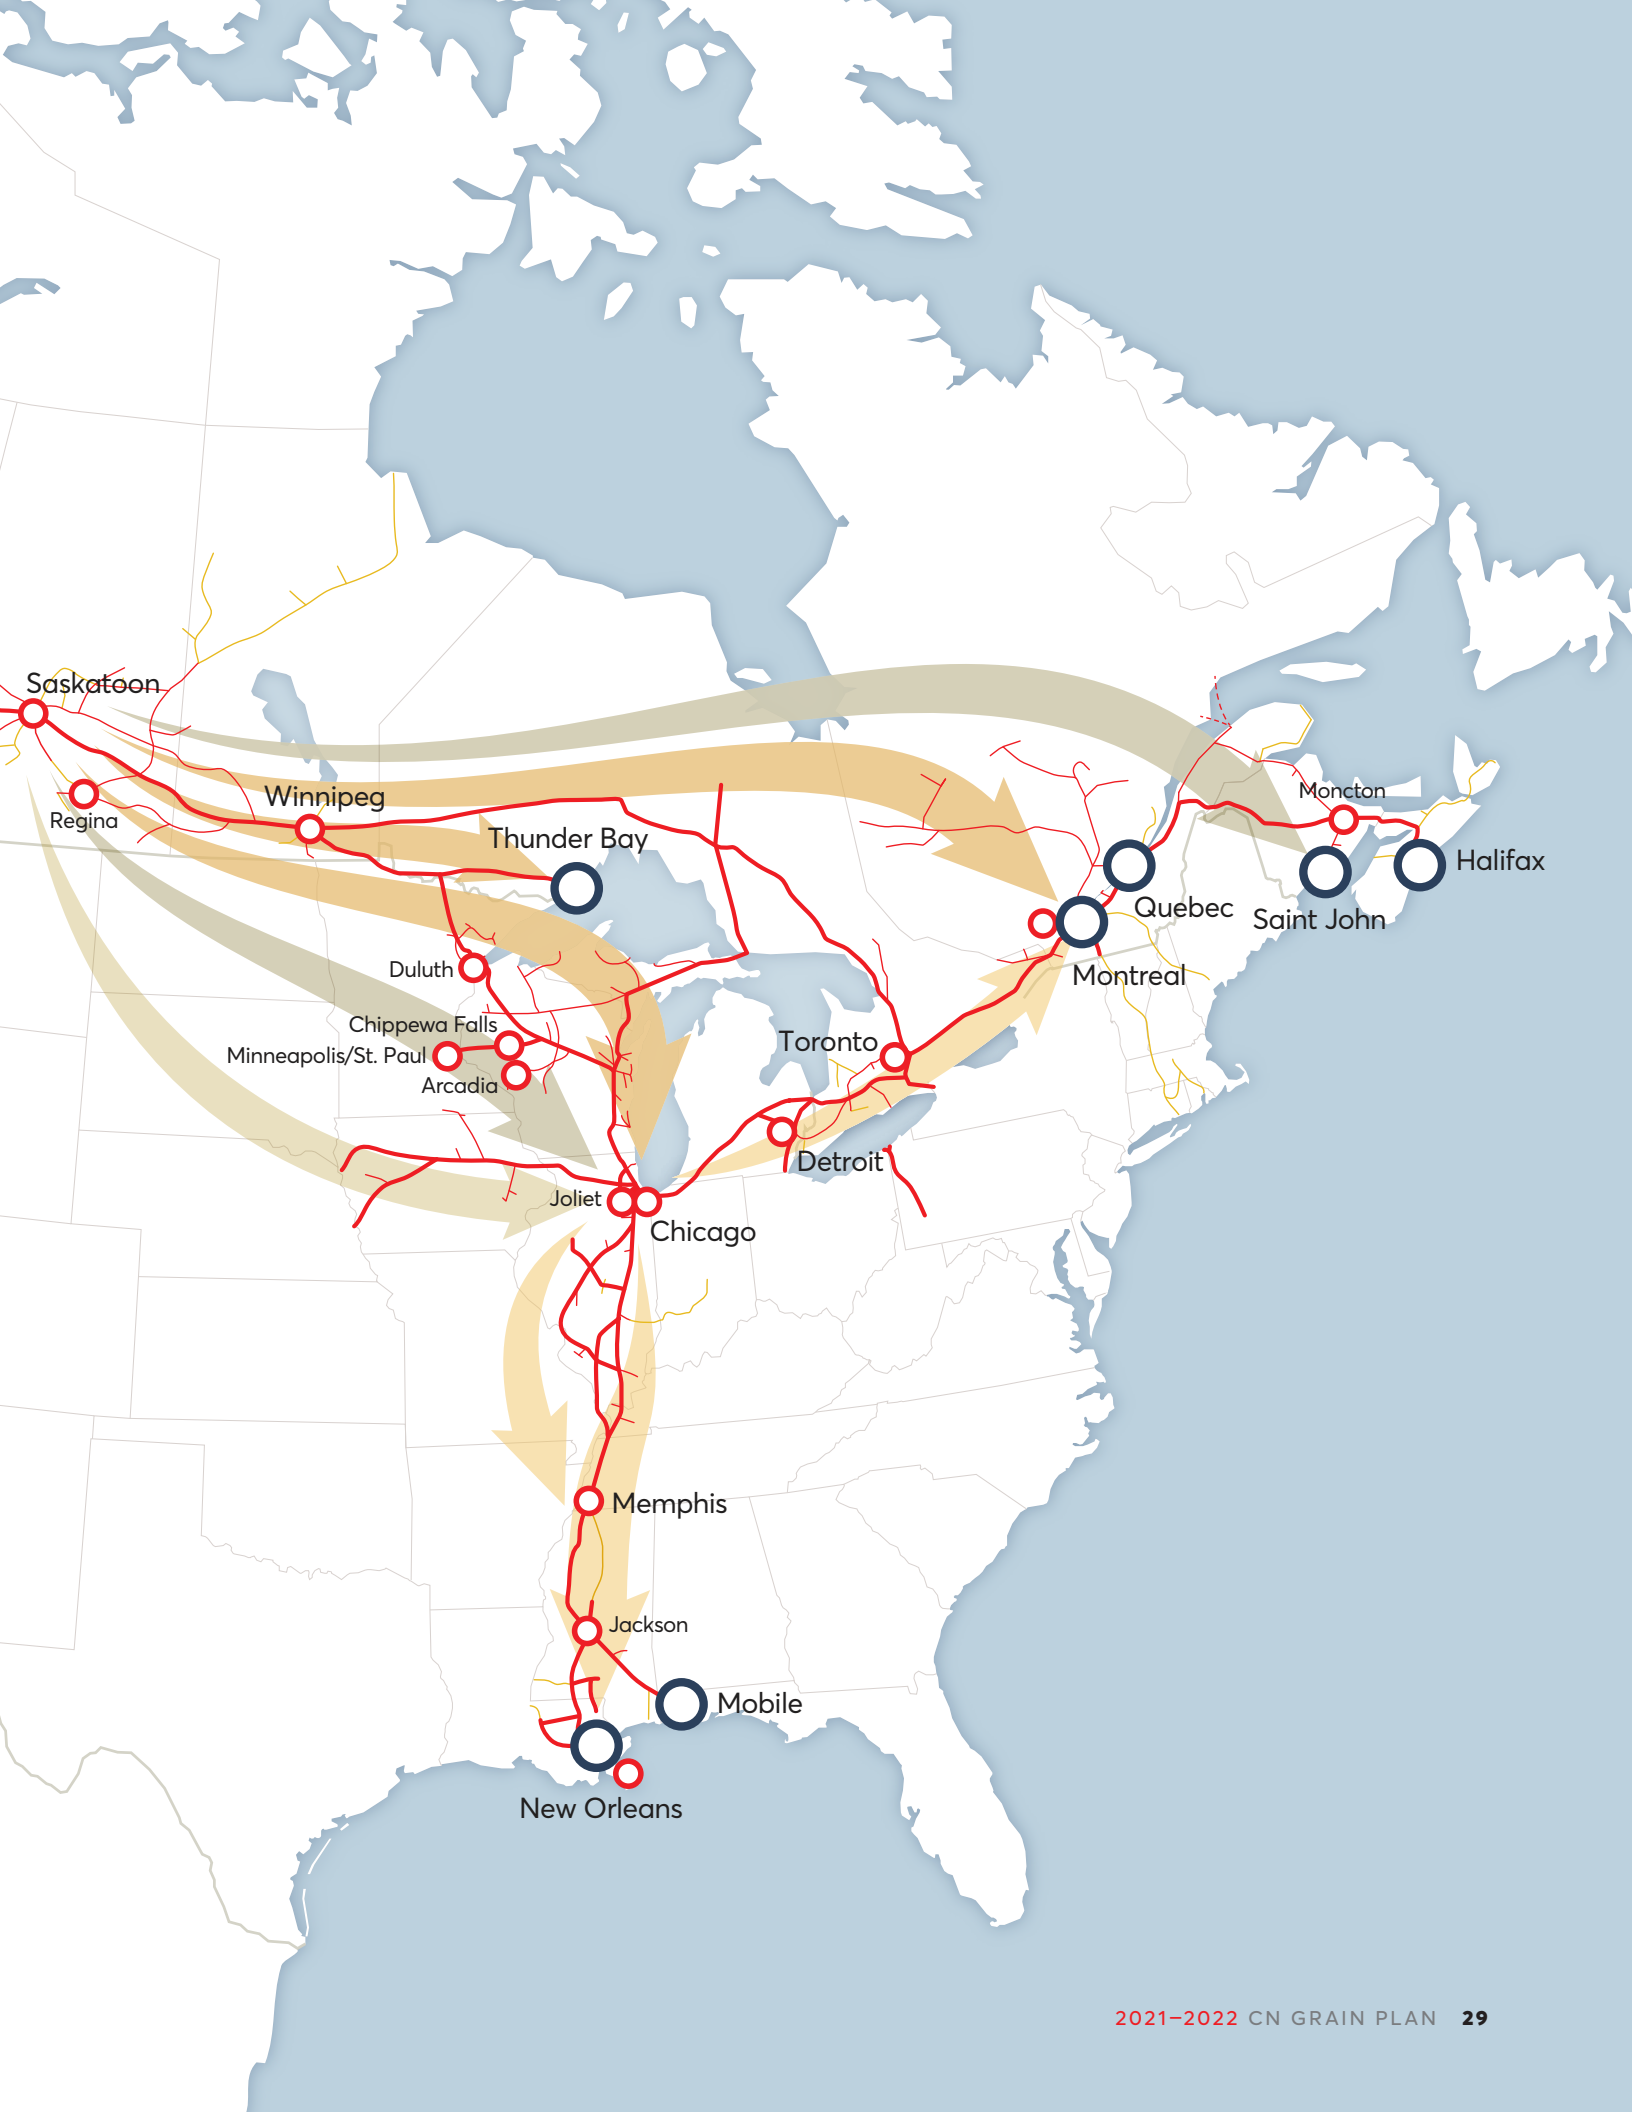 Saskatoon
Regina
Winnipeg
Thunder Bay
Moncton
Halifax
Quebec
Saint John
Montreal
Duluth
Chippewa Falls
Minneapolis/St. Paul
Arcadia
Toronto
Detroit
Joliet
Chicago
Memphis
Jackson
Mobile
New Orleans
2021–2022 CN GRAIN PLAN 29